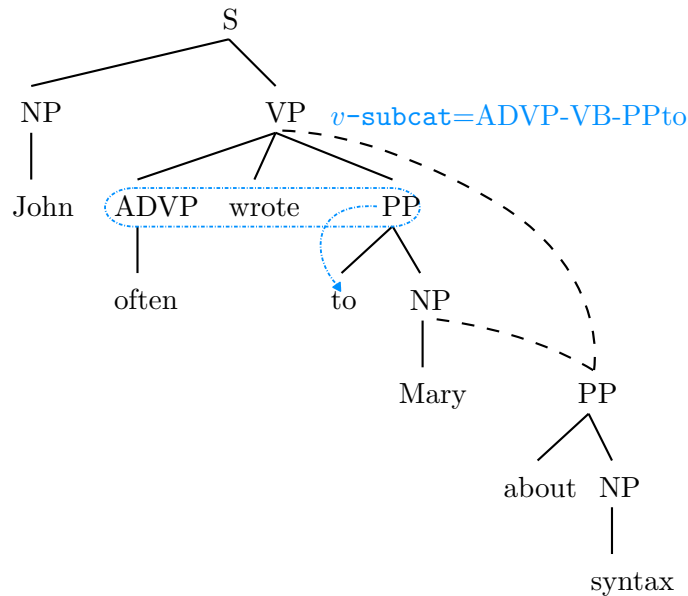 S
NP VP v-subcat=ADVP-VB-PPto
John ADVP wrote PP
often to NP
Mary PP
about NP
syntax